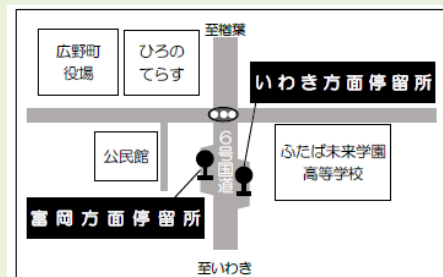 至楢葉
広野町
役場
ひろの
てらす
いわき方面停留所
6号国道
公民館
ふたば未来学園
高等学校
富岡方面停留所
至いわき